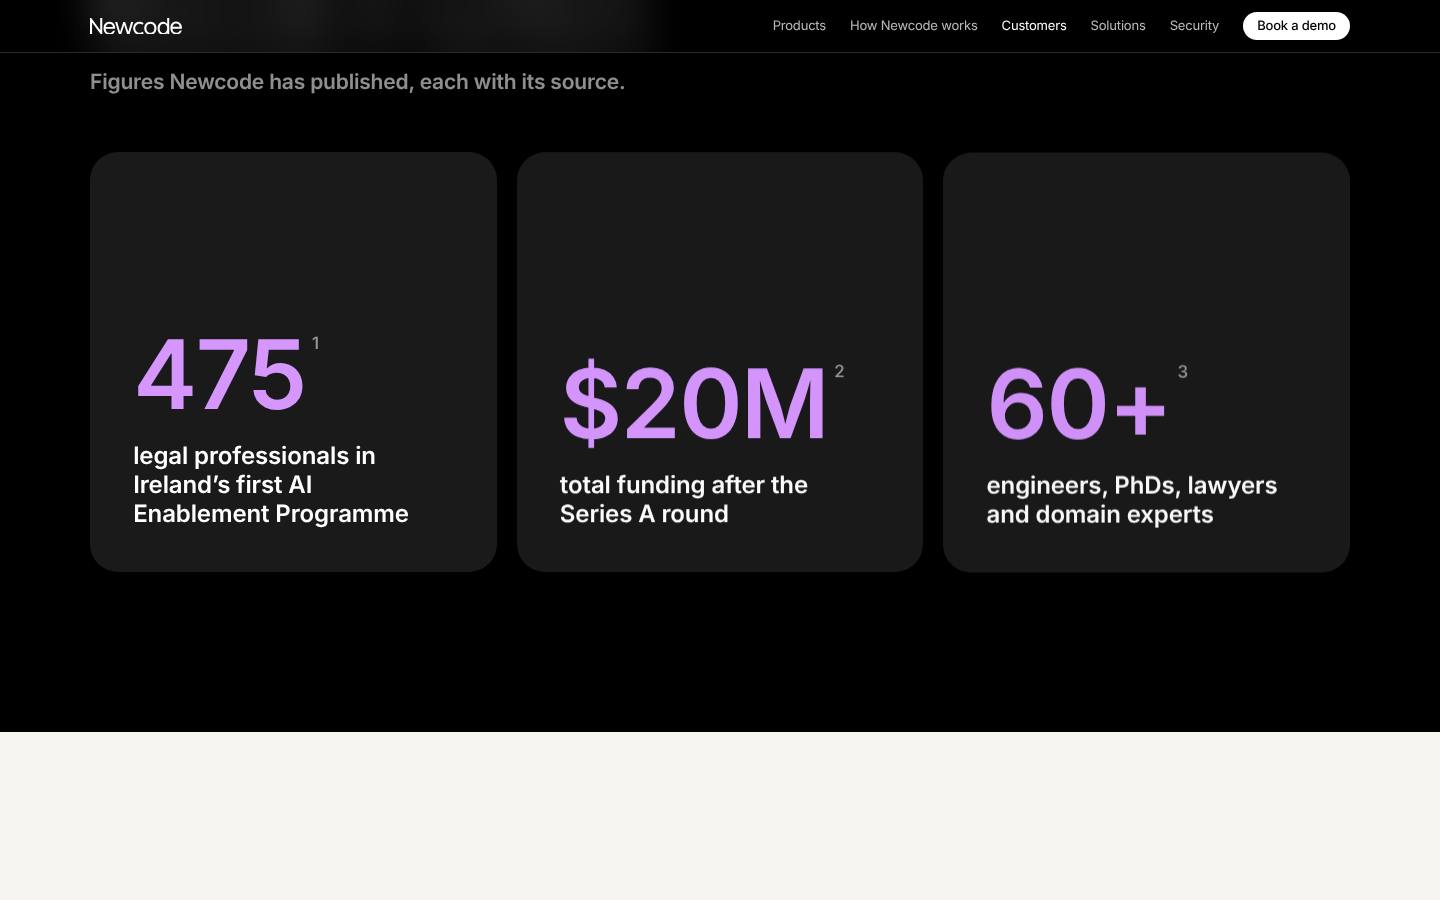 Newcode
Products
How Newcode works
Customers
Solutions
Security
Book a demo
Figures Newcode has published, each with its source.
475 1
legal professionals in
Ireland’s first AI
Enablement Programme
$20M 2
total funding after the
Series A round
60+ 3
engineers, PhDs, lawyers
and domain experts